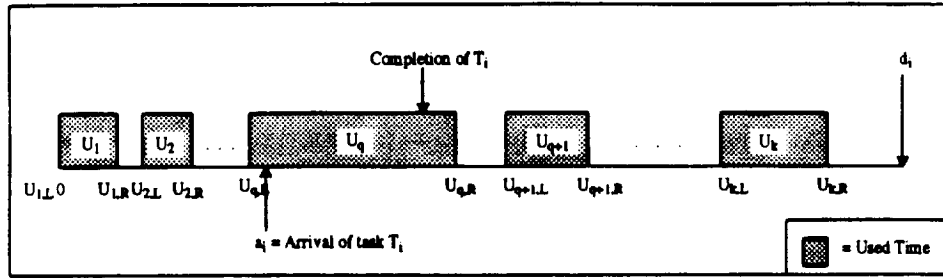 Completion of Tᵢ
dᵢ
U₁
U₂
. . . .
U_q
U_q+1
. . . . .
U_k
U₁,L 0
U₁,R
U₂,L
U₂,R
U_q,R
U_q+1,L
U_q+1,R
U_k,L
U_k,R
aᵢ = Arrival of task Tᵢ
= Used Time